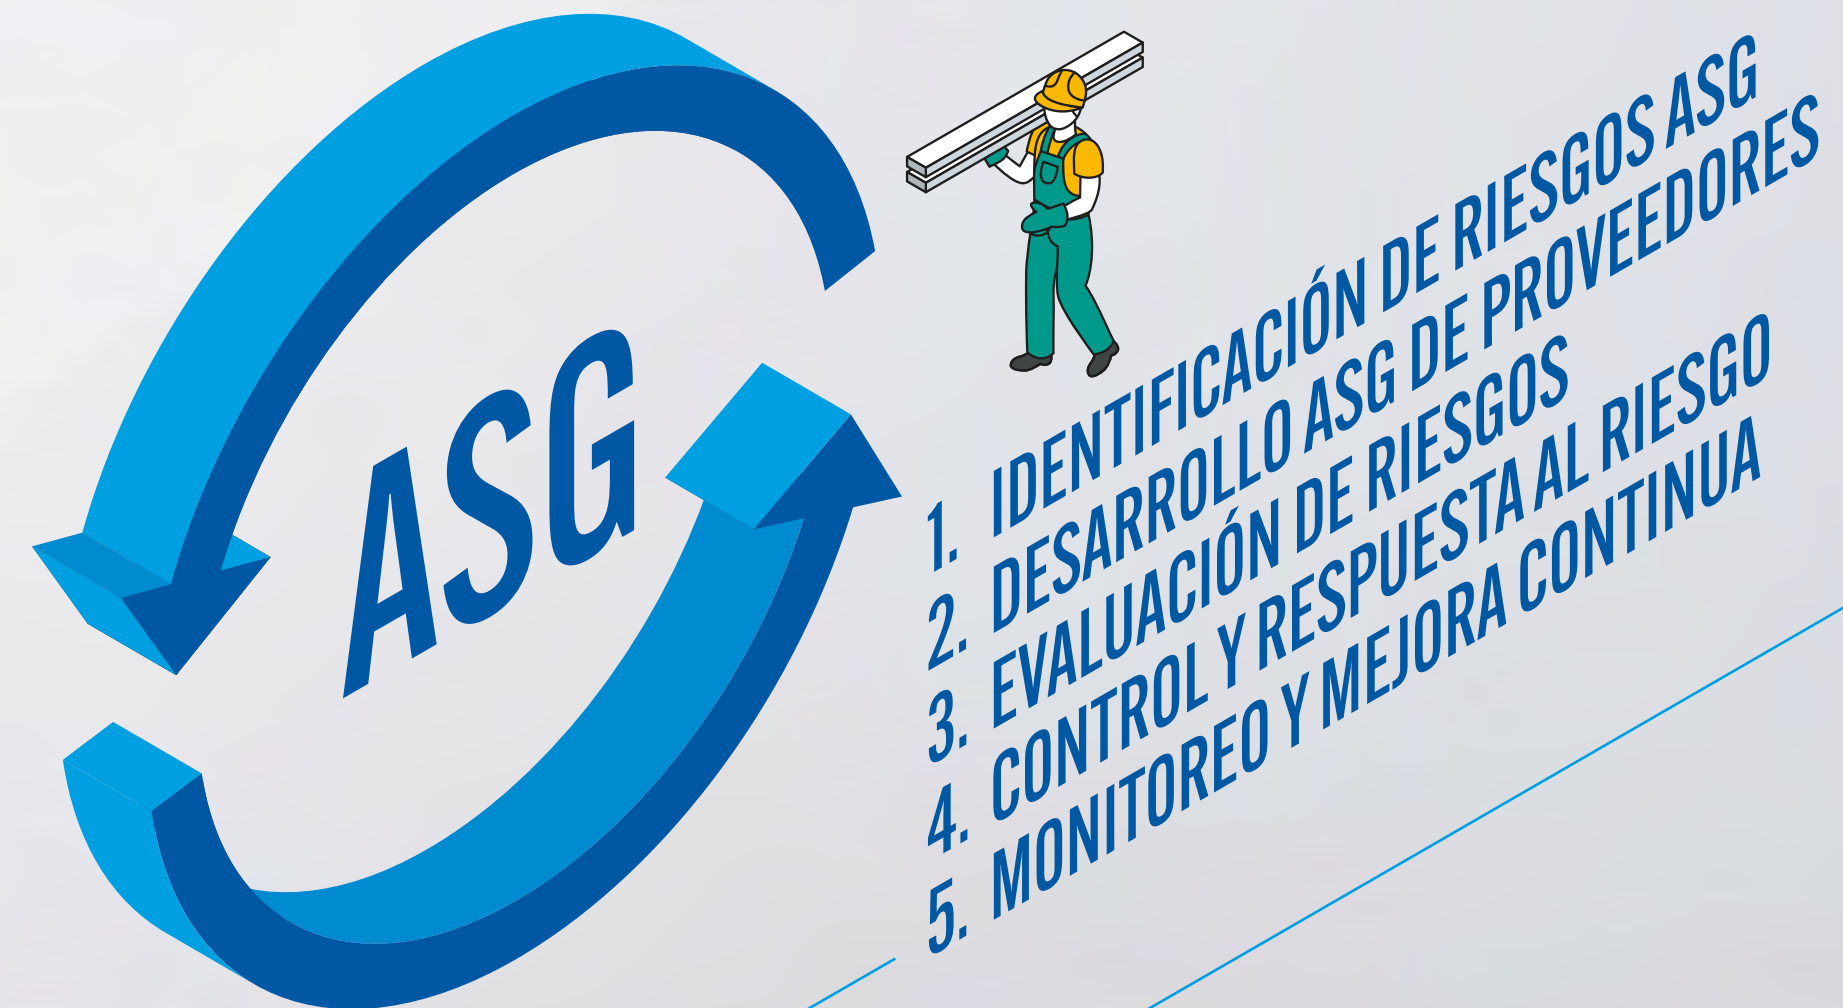 ASG
1. IDENTIFICACIÓN DE RIESGOS ASG
2. DESARROLLO ASG DE PROVEEDORES
3. EVALUACIÓN DE RIESGOS
4. CONTROL Y RESPUESTA AL RIESGO
5. MONITOREO Y MEJORA CONTINUA